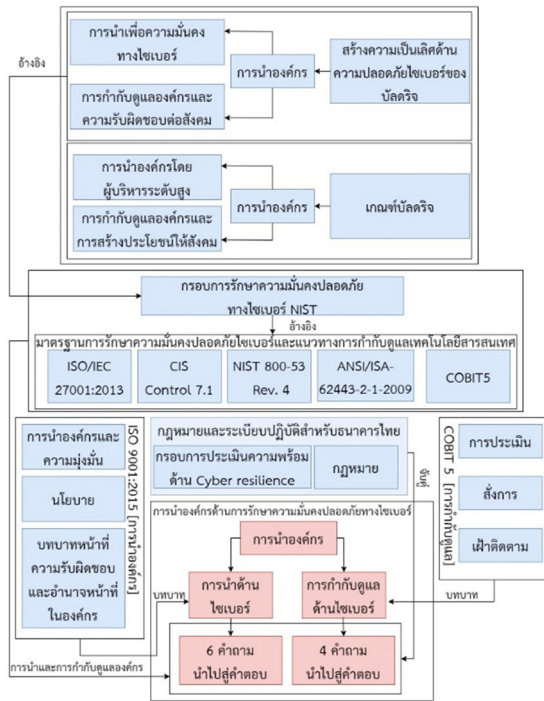 การนำเพื่อความมั่นคง
ทางไซเบอร์
อ้างอิง
การนำองค์กร
สร้างความเป็นเลิศด้าน
ความปลอดภัยไซเบอร์ของ
บัลดริจ
การกำกับดูแลองค์กรและ
ความรับผิดชอบต่อสังคม
การนำองค์กรโดย
ผู้บริหารระดับสูง
การนำองค์กร
เกณฑ์บัลดริจ
การกำกับดูแลองค์กรและ
การสร้างประโยชน์ให้สังคม
กรอบการรักษาความมั่นคงปลอดภัย
ทางไซเบอร์ NIST
อ้างอิง
มาตรฐานการรักษาความมั่นคงปลอดภัยไซเบอร์และแนวทางการกำกับดูแลเทคโนโลยีสารสนเทศ
ISO/IEC
27001:2013
CIS
Control 7.1
NIST 800-53
Rev. 4
ANSI/ISA-
62443-2-1-2009
COBIT5
การนำองค์กรและ
ความมุ่งมั่น
นโยบาย
บทบาทหน้าที่
ความรับผิดชอบ
และอำนาจหน้าที่
ในองค์กร
ISO 9001:2015 [การนำองค์กร]
กฎหมายและระเบียบปฏิบัติสำหรับธนาคารไทย
กรอบการประเมินความพร้อม
ด้าน Cyber resilience
กฎหมาย
จับคู่
COBIT 5 [การกำกับดูแล]
การประเมิน
สั่งการ
เฝ้าติดตาม
การนำองค์กรด้านการรักษาความมั่นคงปลอดภัยทางไซเบอร์
การนำองค์กร
บทบาท
การนำด้าน
ไซเบอร์
การกำกับดูแล
ด้านไซเบอร์
บทบาท
6 คำถาม
นำไปสู่คำตอบ
4 คำถาม
นำไปสู่คำตอบ
การนำและการกำกับดูแลองค์กร